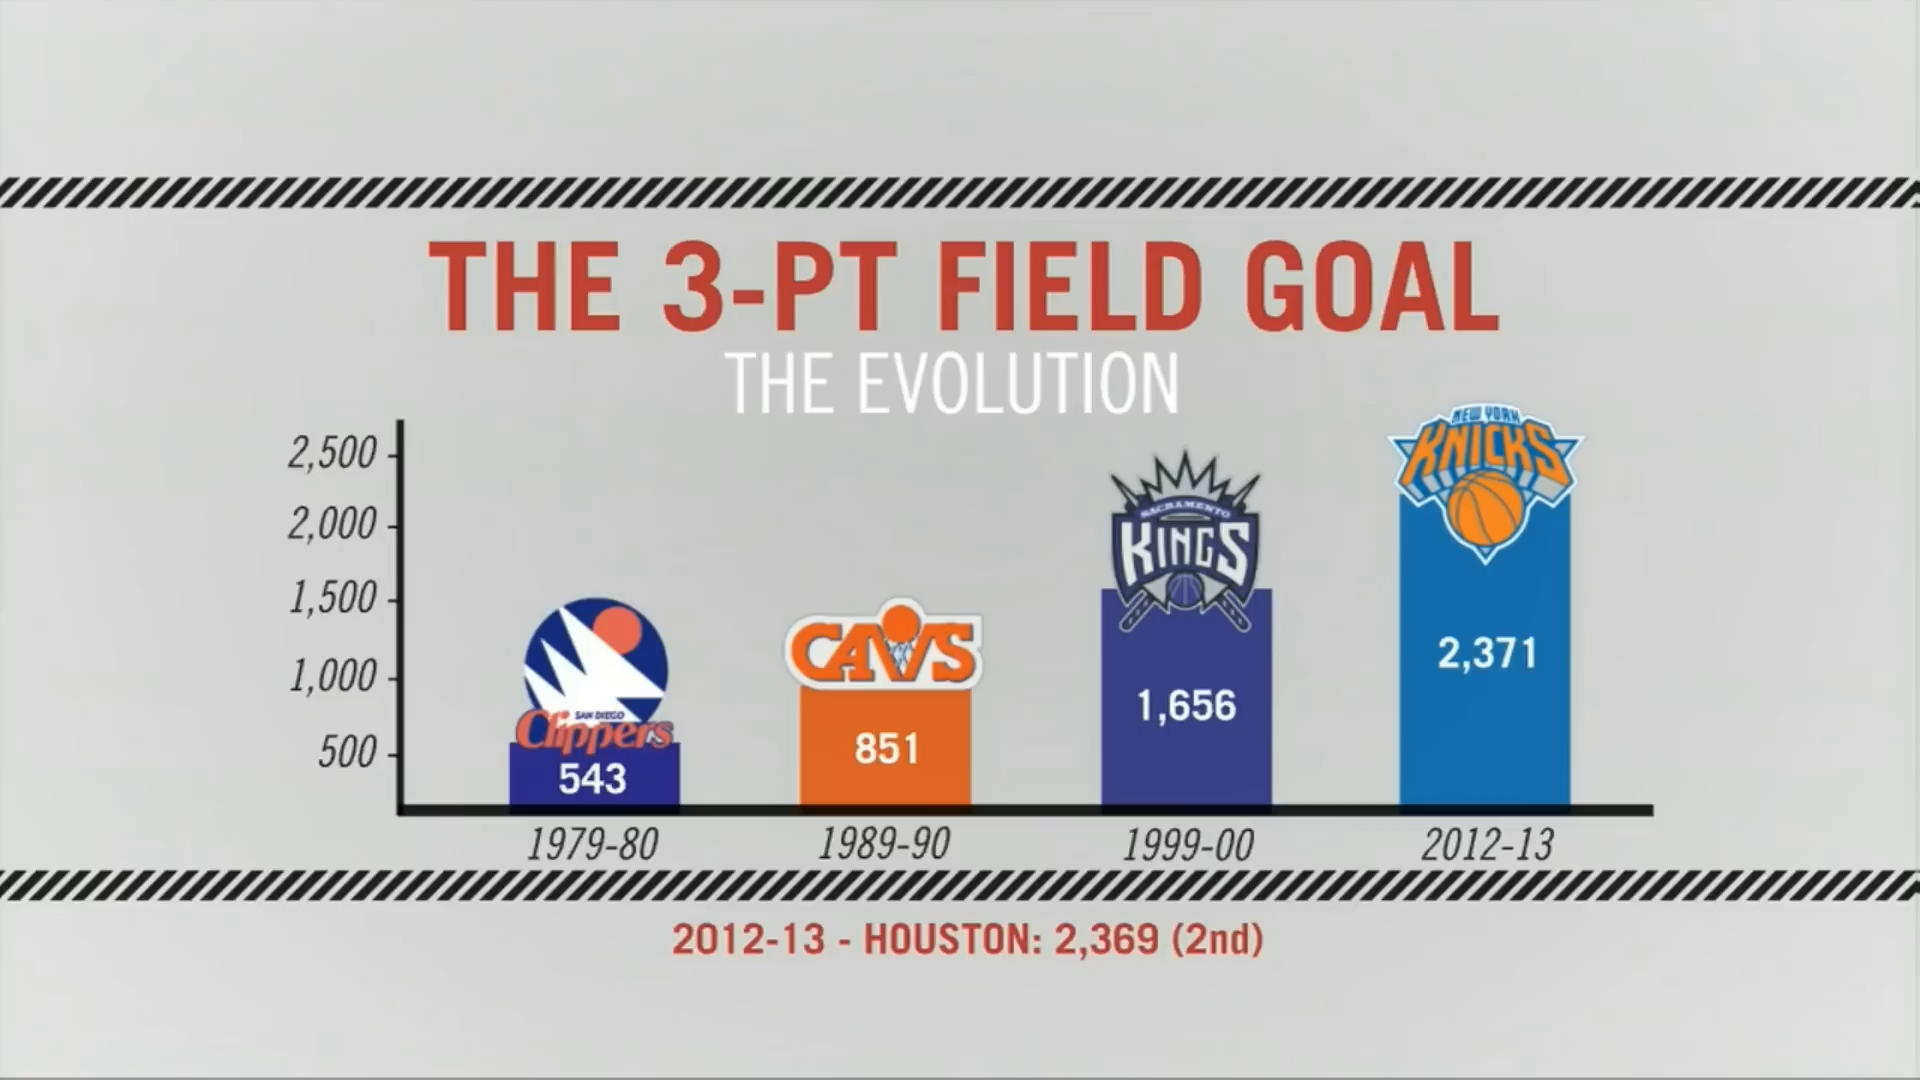 THE 3-PT FIELD GOAL
THE EVOLUTION
2,500
2,000
1,500
1,000
500
SAN DIEGO
Clippers
543
CAVS
851
SACRAMENTO
KINGS
1,656
NEW YORK
KNICKS
2,371
1979-80
1989-90
1999-00
2012-13
2012-13 - HOUSTON: 2,369 (2nd)